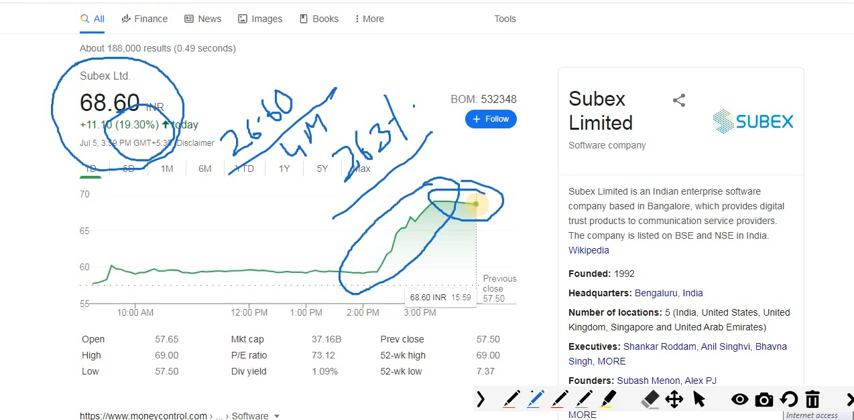 All Finance News Images Books More Tools
About 188,000 results (0.49 seconds)
Subex Ltd.
68.60 INR
+11.10 (19.30%) today
Jul 5, 3:59 PM GMT+5:30 Disclaimer
BOM: 532348
+ Follow
26.60
4M
263%
1D 5D 1M 6M YTD 1Y 5Y Max
70
65
60
55
Previous
close
57.50
68.60 INR 15:59
10:00 AM 12:00 PM 1:00 PM 2:00 PM 3:00 PM
Open 57.65 Mkt cap 37.16B Prev close 57.50
High 69.00 P/E ratio 73.12 52-wk high 69.00
Low 57.50 Div yield 1.09% 52-wk low 7.37
https://www.moneycontrol.com › ... › Software
Subex
Limited
Software company
SUBEX
Subex Limited is an Indian enterprise software
company based in Bangalore, which provides digital
trust products to communication service providers.
The company is listed on BSE and NSE in India.
Wikipedia
Founded: 1992
Headquarters: Bengaluru, India
Number of locations: 5 (India, United States, United
Kingdom, Singapore and United Arab Emirates)
Executives: Shankar Roddam, Anil Singhvi, Bhavna
Singh, MORE
Founders: Subash Menon, Alex PJ
MORE
Internet access